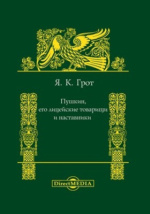 Я. К. Грот
Пушкин,
его лицейские товарищи
и наставники
DirectMEDIA